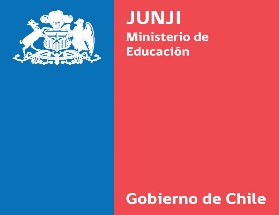 JUNJI
Ministerio de
Educación
Gobierno de Chile